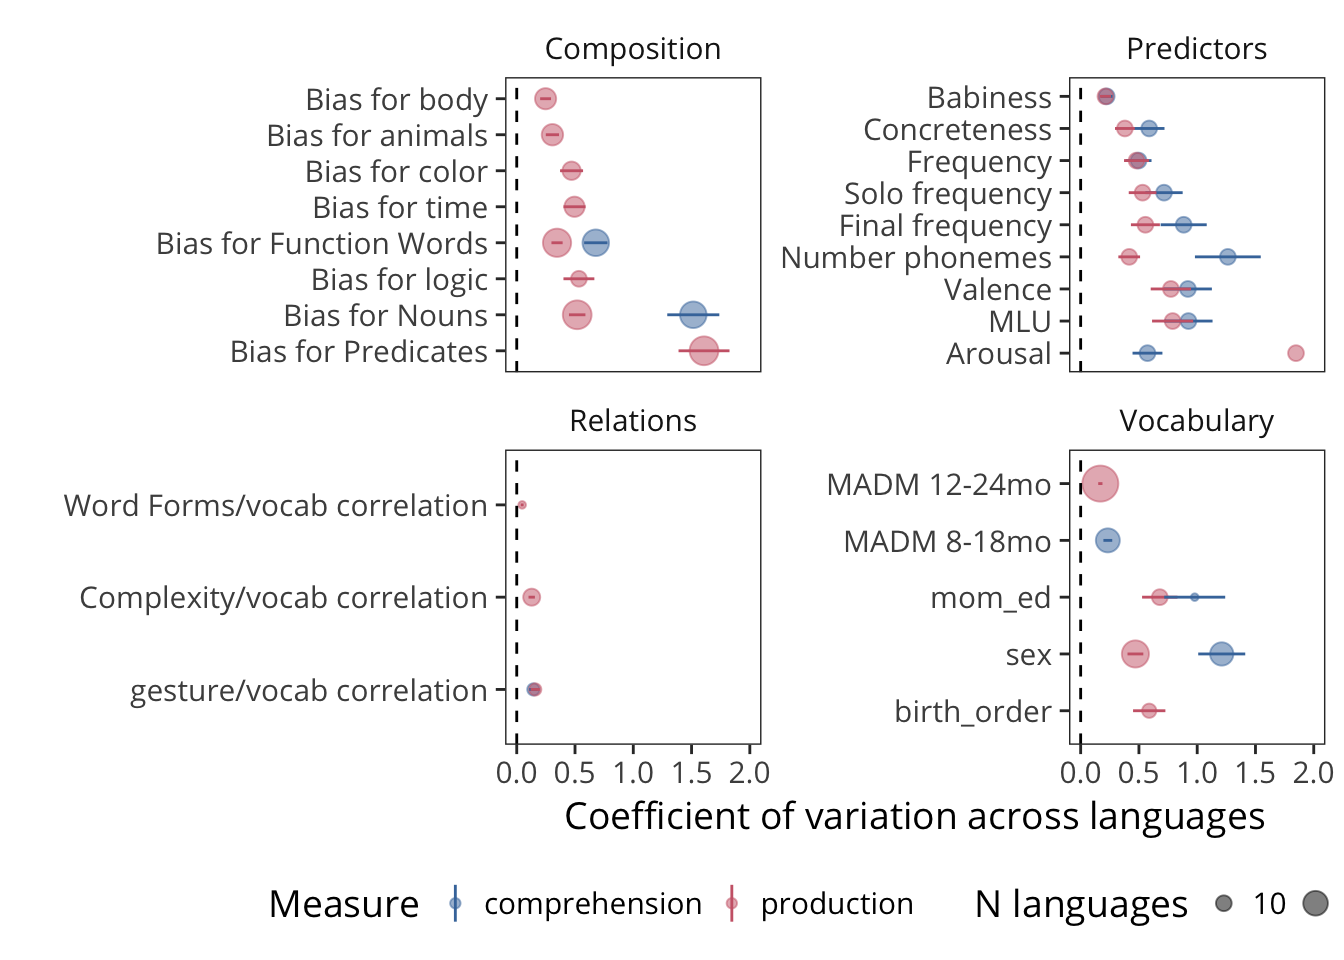 Composition
Bias for body
Bias for animals
Bias for color
Bias for time
Bias for Function Words
Bias for logic
Bias for Nouns
Bias for Predicates
Predictors
Babiness
Concreteness
Frequency
Solo frequency
Final frequency
Number phonemes
Valence
MLU
Arousal
Relations
Word Forms/vocab correlation
Complexity/vocab correlation
gesture/vocab correlation
0.0 0.5 1.0 1.5 2.0
Vocabulary
MADM 12-24mo
MADM 8-18mo
mom_ed
sex
birth_order
0.0 0.5 1.0 1.5 2.0
Coefficient of variation across languages
Measure comprehension production N languages 10